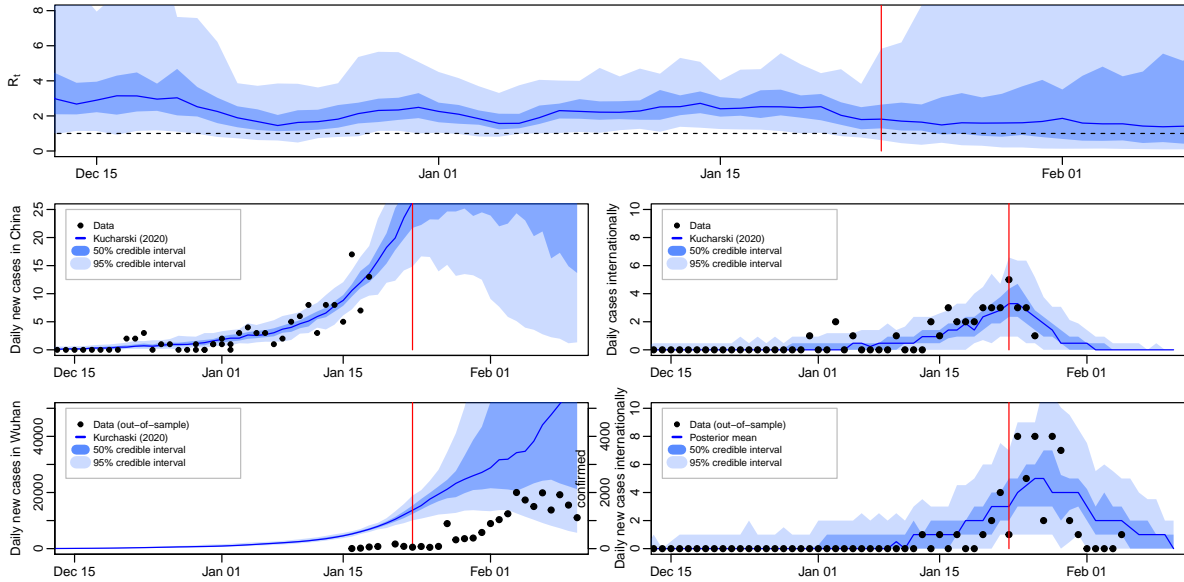 R t
8
6
4
2
0
Dec 15
Jan 01
Jan 15
Feb 01
Daily new cases in China
25
20
15
10
5
0
Data
Kucharski (2020)
50% credible interval
95% credible interval
Dec 15
Jan 01
Jan 15
Feb 01
Daily cases internationally
10
8
6
4
2
0
Data
Kucharski (2020)
50% credible interval
95% credible interval
Dec 15
Jan 01
Jan 15
Feb 01
Daily new cases in Wuhan
40000
20000
0
Data (out-of-sample)
Kurchaski (2020)
50% credible interval
95% credible interval
4000
2000
0
confirmed
Dec 15
Jan 01
Jan 15
Feb 01
Daily new cases internationally
10
8
6
4
2
0
Data (out-of-sample)
Posterior mean
50% credible interval
95% credible interval
Dec 15
Jan 01
Jan 15
Feb 01